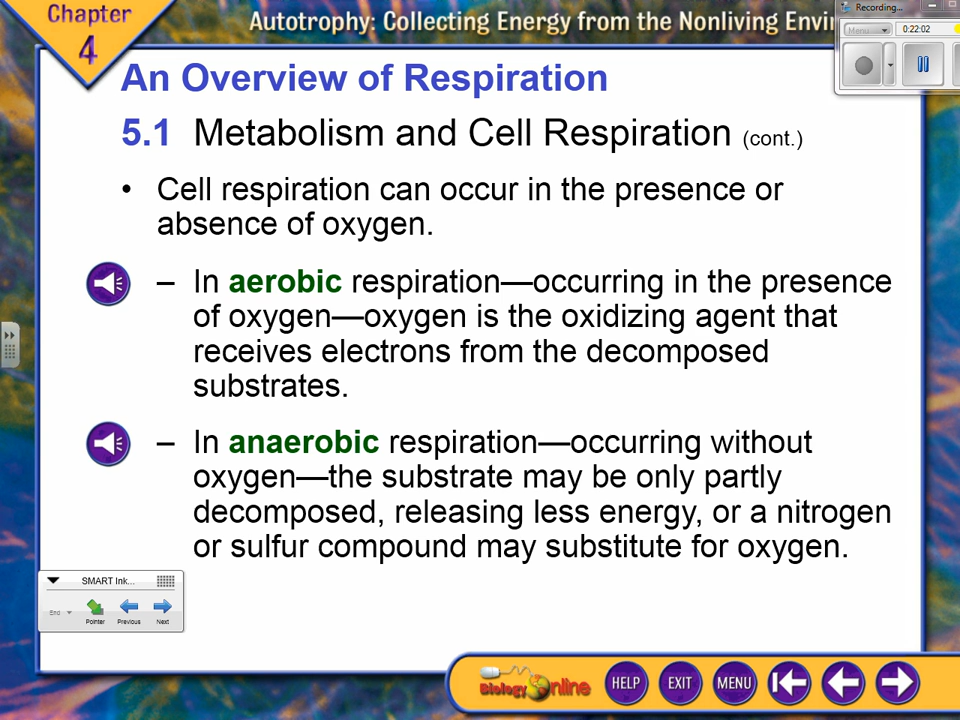 Chapter
4
Autotrophy: Collecting Energy from the Nonliving
Recording...
Menu
0:22:02
An Overview of Respiration
5.1 Metabolism and Cell Respiration (cont.)
• Cell respiration can occur in the presence or
absence of oxygen.
– In aerobic respiration—occurring in the presence
of oxygen—oxygen is the oxidizing agent that
receives electrons from the decomposed
substrates.
– In anaerobic respiration—occurring without
oxygen—the substrate may be only partly
decomposed, releasing less energy, or a nitrogen
or sulfur compound may substitute for oxygen.
SMART Ink...
End
Pointer
Previous
Next
Biology Online
HELP
EXIT
MENU